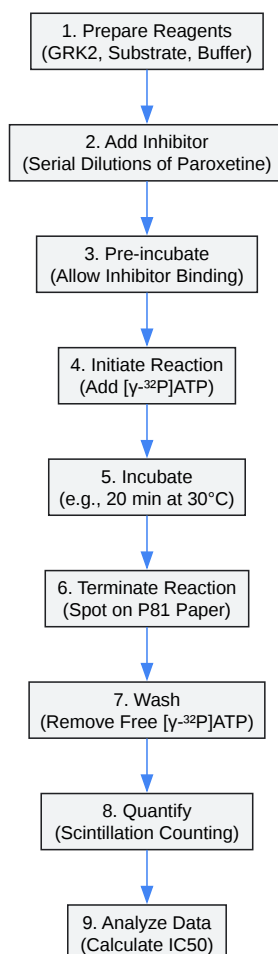 1. Prepare Reagents
(GRK2, Substrate, Buffer)
2. Add Inhibitor
(Serial Dilutions of Paroxetine)
3. Pre-incubate
(Allow Inhibitor Binding)
4. Initiate Reaction
(Add [γ-³²P]ATP)
5. Incubate
(e.g., 20 min at 30°C)
6. Terminate Reaction
(Spot on P81 Paper)
7. Wash
(Remove Free [γ-³²P]ATP)
8. Quantify
(Scintillation Counting)
9. Analyze Data
(Calculate IC50)